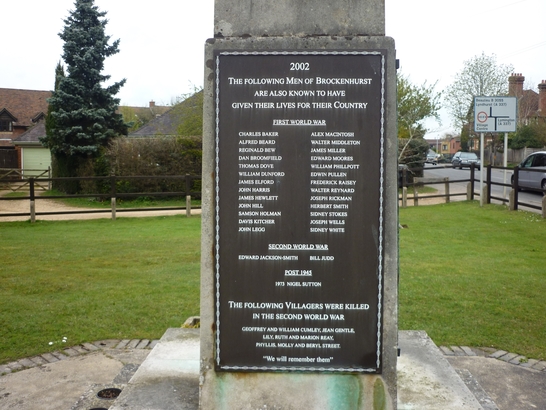 2002
THE FOLLOWING MEN OF BROCKENHURST
ARE ALSO KNOWN TO HAVE
GIVEN THEIR LIVES FOR THEIR COUNTRY
FIRST WORLD WAR
CHARLES BAKER
ALFRED BEARD
REGINALD BEW
DAN BROOMFIELD
THOMAS DOVE
WILLIAM DUNFORD
JAMES ELFORD
JOHN HARRIS
JAMES HEWLETT
JOHN HILL
SAMSON HOLMAN
DAVIS KITCHER
JOHN LEGG
ALEX MACINTOSH
WALTER MIDDLETON
JAMES MILLER
EDWARD MOORES
WILLIAM PHILLPOTT
EDWIN PULLEN
FREDERICK RAISEY
WALTER REYNARD
JOSEPH RICKMAN
HERBERT SMITH
SIDNEY STOKES
JOSEPH WELLS
SIDNEY WHITE
SECOND WORLD WAR
EDWARD JACKSON-SMITH BILL JUDD
POST 1945
1973 NIGEL SUTTON
THE FOLLOWING VILLAGERS WERE KILLED
IN THE SECOND WORLD WAR
GEOFFREY AND WILLIAM CUMLEY, JEAN GENTLE,
LILY, RUTH AND MARION REAY,
PHYLLIS, MOLLY AND BERYL STREET.
"We will remember them"
Village
Centre